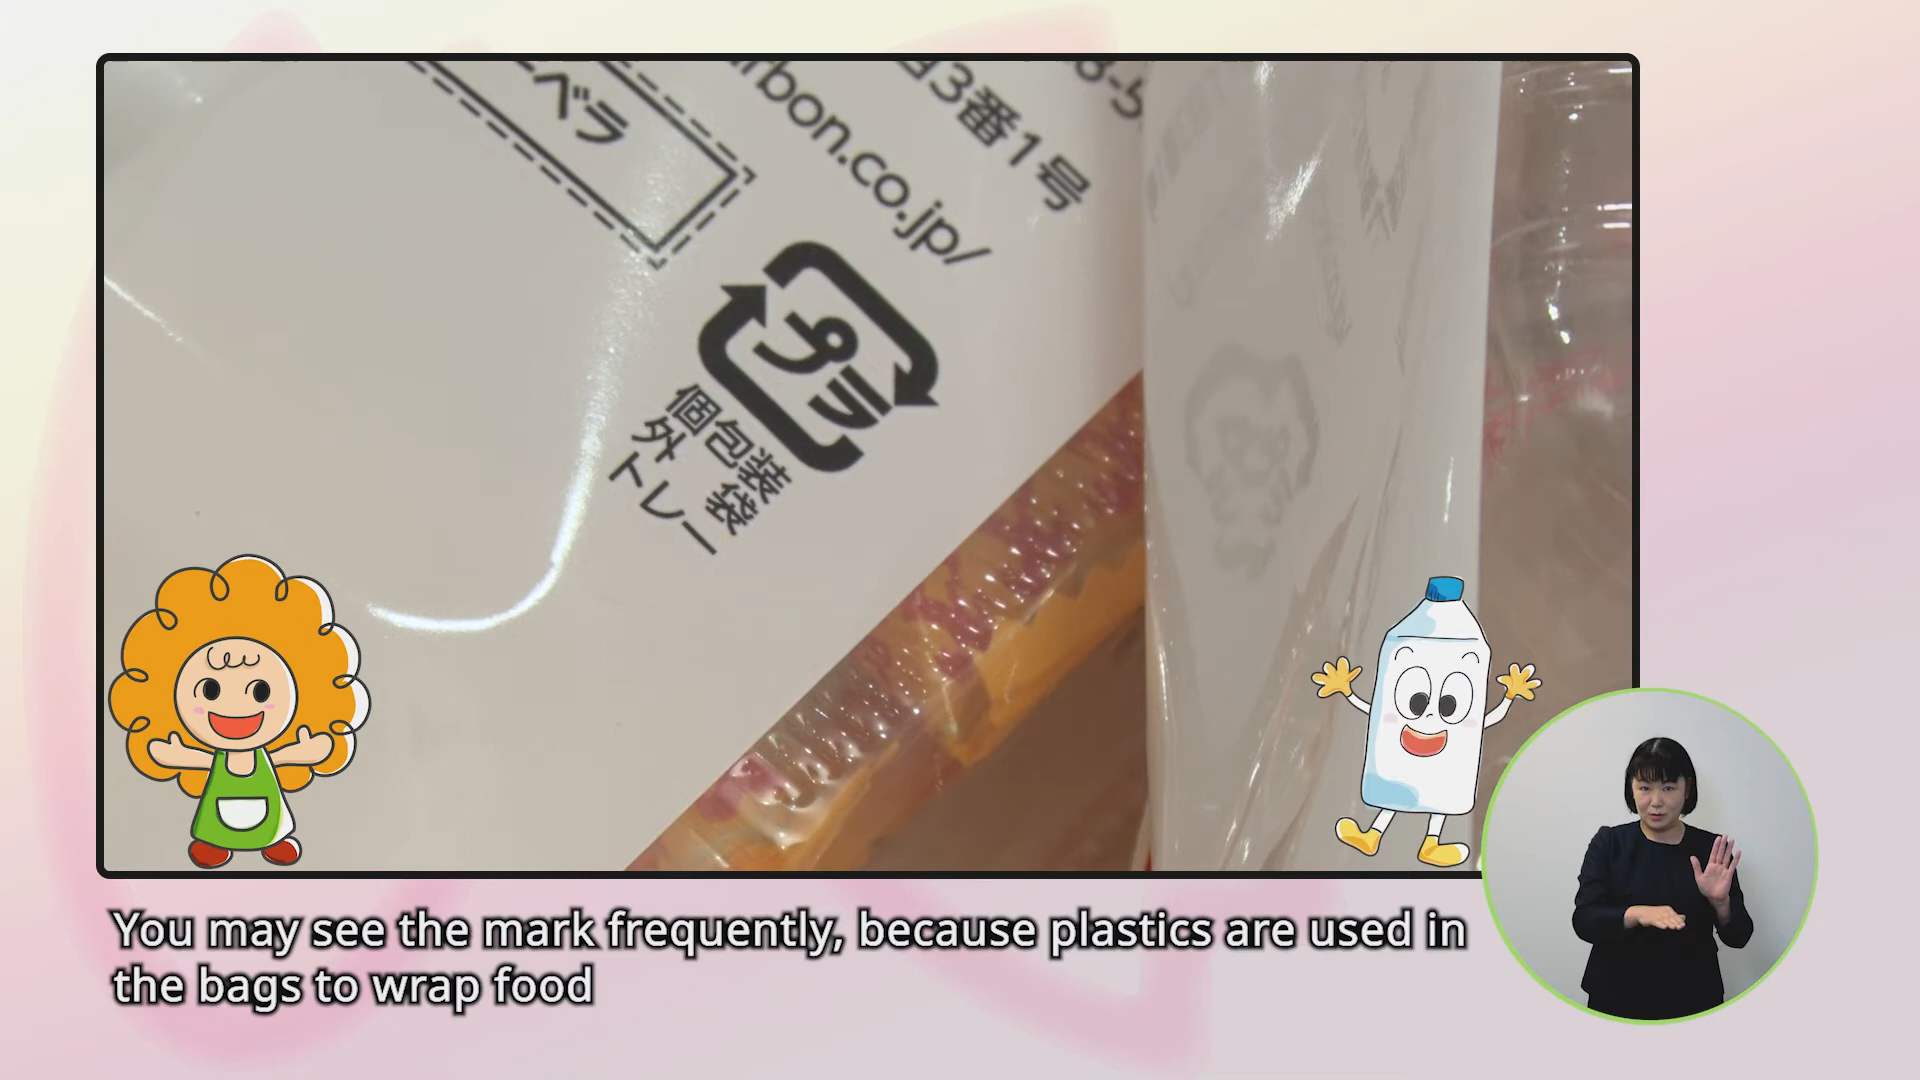 ーベラ
rbon.co.jp/
3番1号
プラ
個包装
外 袋
トレー
You may see the mark frequently, because plastics are used in
the bags to wrap food